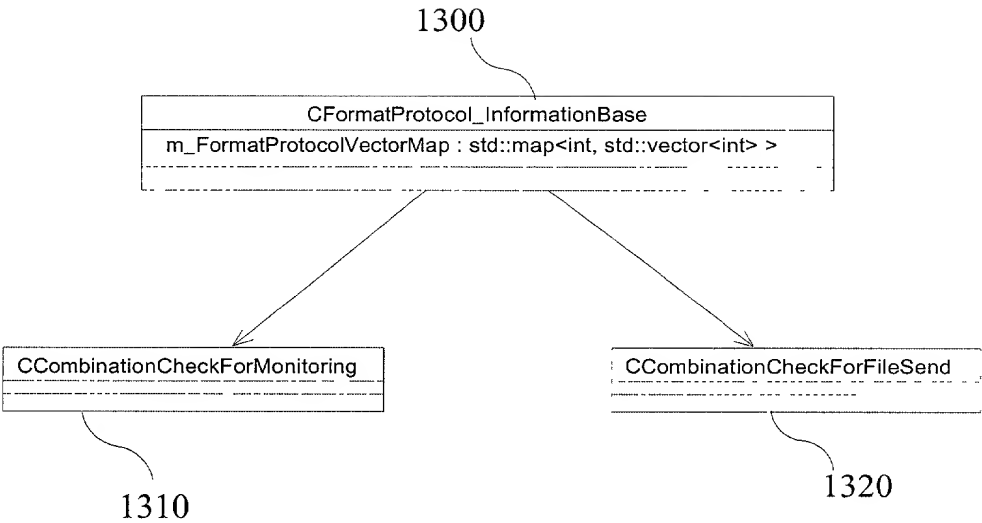 1300
CFormatProtocol_InformationBase
m_FormatProtocolVectorMap : std::map<int, std::vector<int> >
CCombinationCheckForMonitoring
CCombinationCheckForFileSend
1310
1320